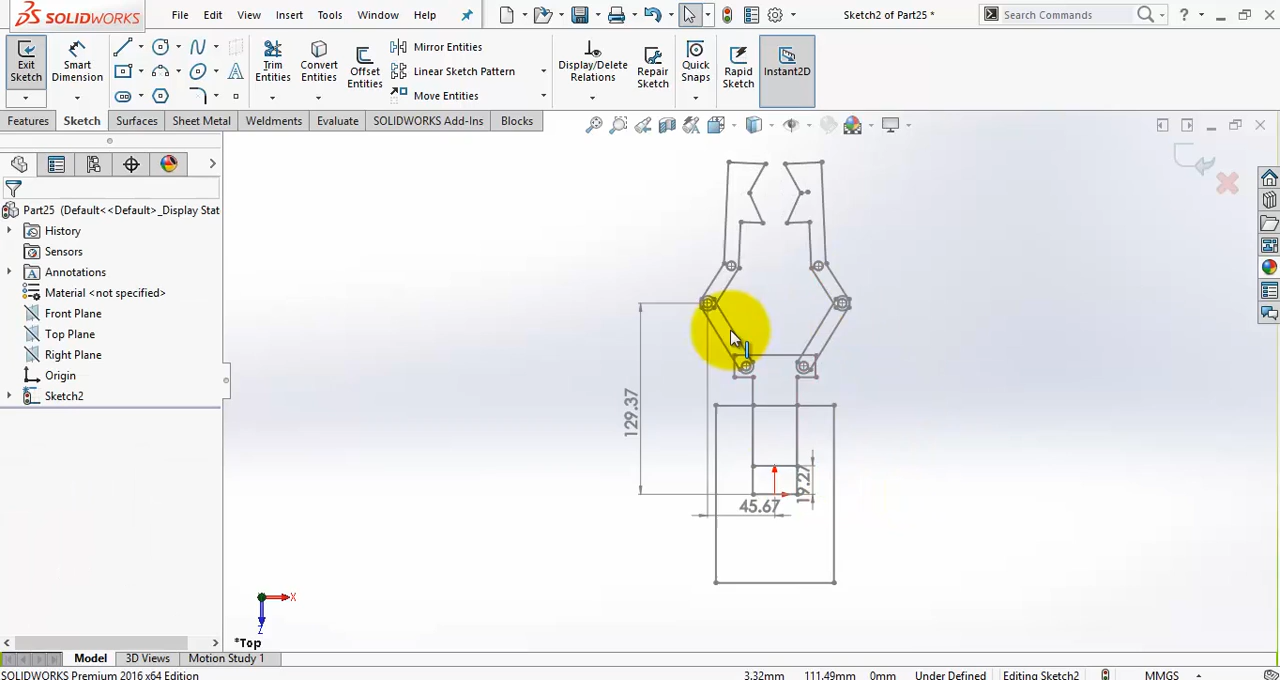 SOLIDWORKS
File Edit View Insert Tools Window Help
Sketch2 of Part25 *
Search Commands
?
Exit Sketch
Smart Dimension
Trim Entities
Convert Entities
Offset Entities
Mirror Entities
Linear Sketch Pattern
Move Entities
Display/Delete Relations
Repair Sketch
Quick Snaps
Rapid Sketch
Instant2D
Features Sketch Surfaces Sheet Metal Weldments Evaluate SOLIDWORKS Add-Ins Blocks
Part25 (Default<<Default>_Display Stat
History
Sensors
Annotations
Material <not specified>
Front Plane
Top Plane
Right Plane
Origin
Sketch2
129.37
19.27
45.67
X
Z
*Top
Model 3D Views Motion Study 1
SOLIDWORKS Premium 2016 x64 Edition
3.32mm 111.49mm 0mm Under Defined Editing Sketch2 MMGS